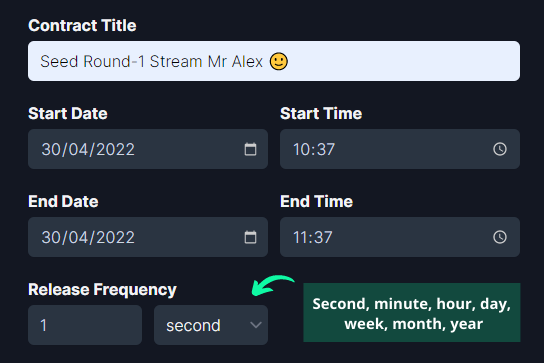 Contract Title
Seed Round-1 Stream Mr Alex 🙂
Start Date Start Time
30/04/2022 10:37
End Date End Time
30/04/2022 11:37
Release Frequency
1 second
Second, minute, hour, day,
week, month, year